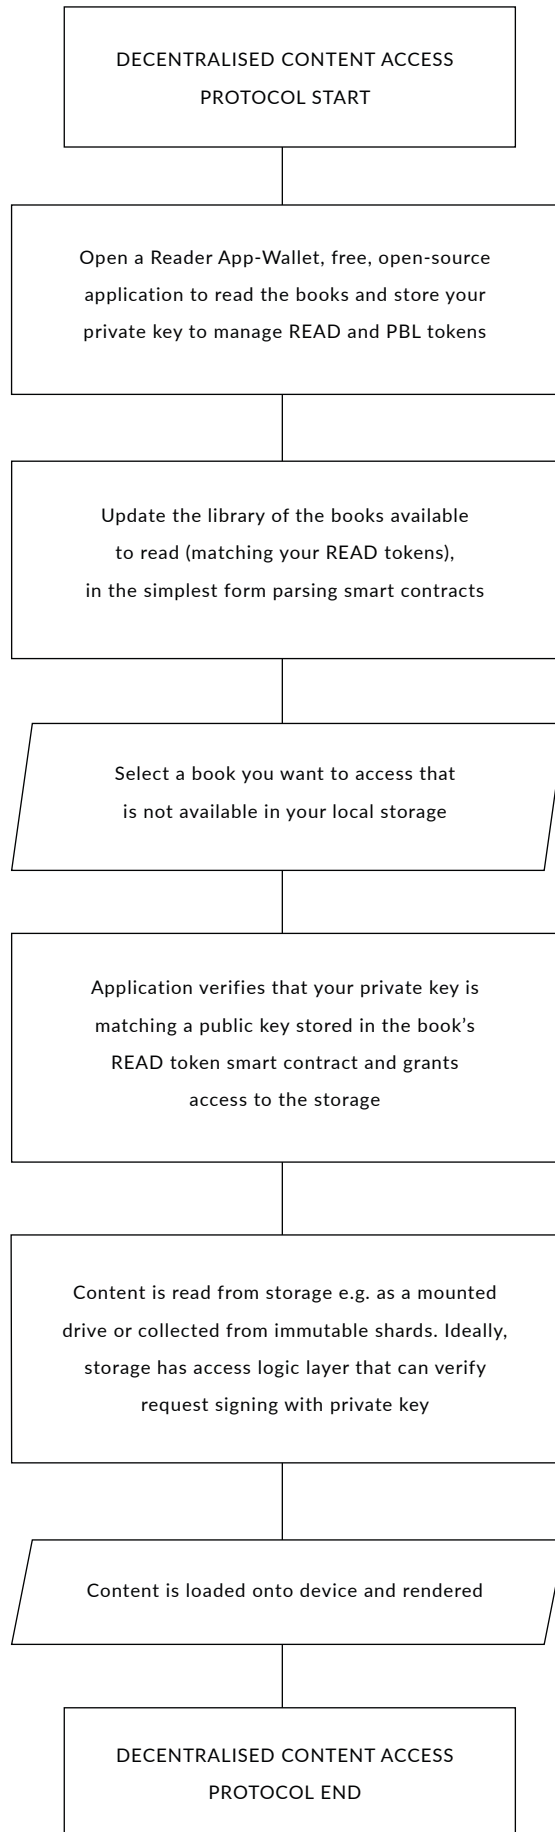 DECENTRALISED CONTENT ACCESS
PROTOCOL START
Open a Reader App-Wallet, free, open-source
application to read the books and store your
private key to manage READ and PBL tokens
Update the library of the books available
to read (matching your READ tokens),
in the simplest form parsing smart contracts
Select a book you want to access that
is not available in your local storage
Application verifies that your private key is
matching a public key stored in the book’s
READ token smart contract and grants
access to the storage
Content is read from storage e.g. as a mounted
drive or collected from immutable shards. Ideally,
storage has access logic layer that can verify
request signing with private key
Content is loaded onto device and rendered
DECENTRALISED CONTENT ACCESS
PROTOCOL END